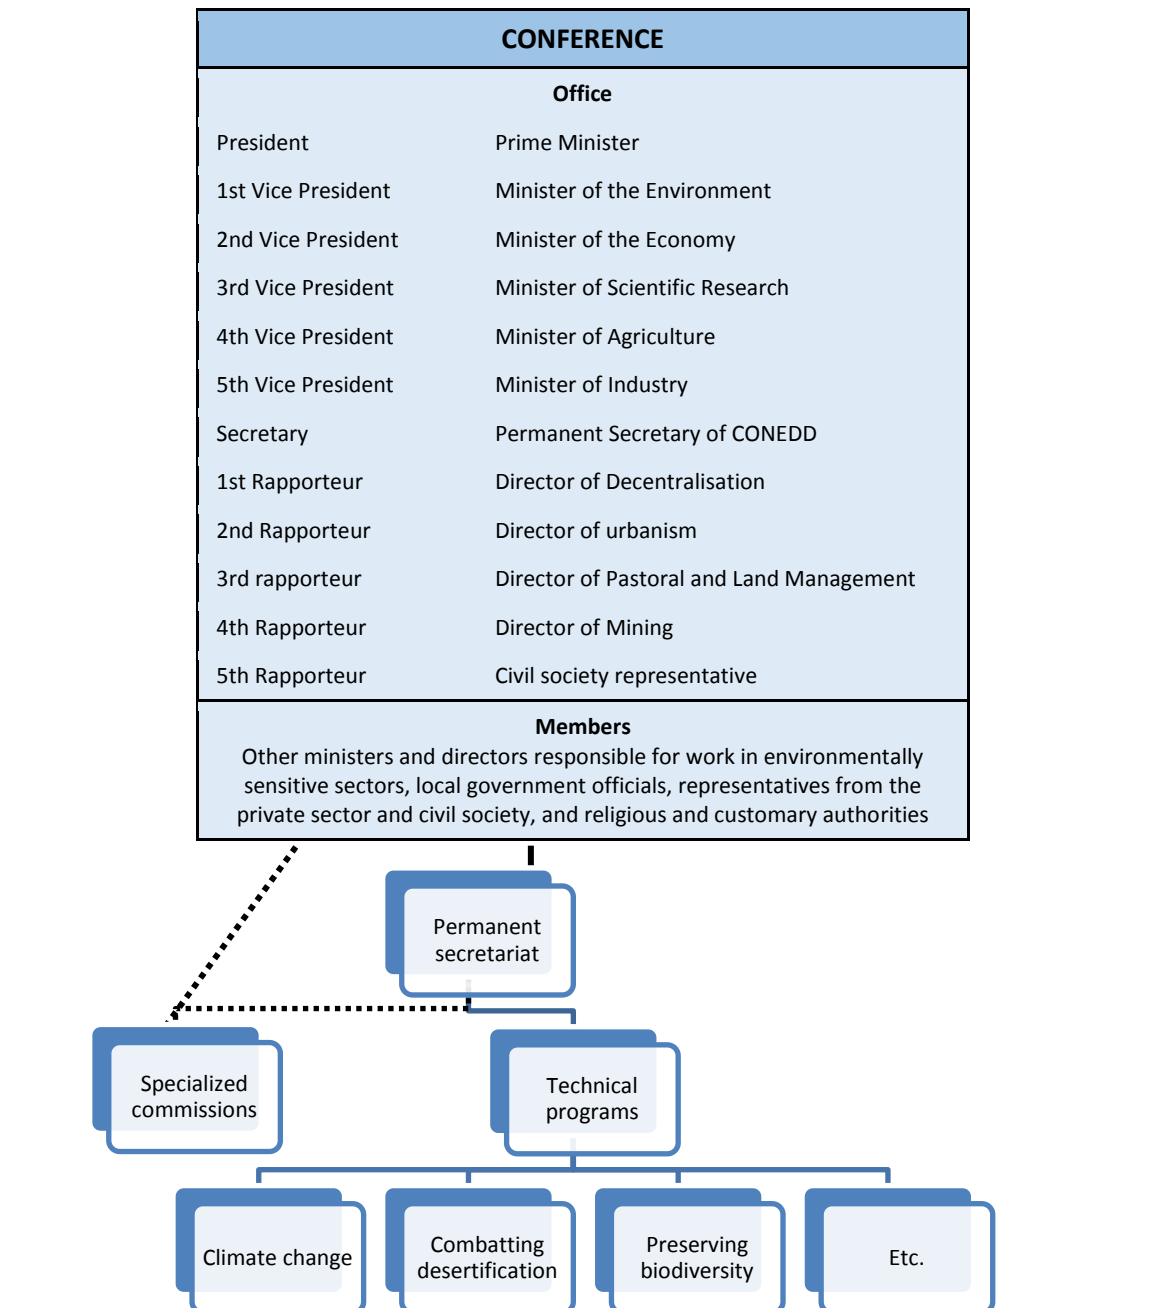 CONFERENCE
Office
President Prime Minister
1st Vice President Minister of the Environment
2nd Vice President Minister of the Economy
3rd Vice President Minister of Scientific Research
4th Vice President Minister of Agriculture
5th Vice President Minister of Industry
Secretary Permanent Secretary of CONEDD
1st Rapporteur Director of Decentralisation
2nd Rapporteur Director of urbanism
3rd rapporteur Director of Pastoral and Land Management
4th Rapporteur Director of Mining
5th Rapporteur Civil society representative
Members
Other ministers and directors responsible for work in environmentally
sensitive sectors, local government officials, representatives from the
private sector and civil society, and religious and customary authorities
Permanent
secretariat
Specialized
commissions
Technical
programs
Climate change
Combatting
desertification
Preserving
biodiversity
Etc.